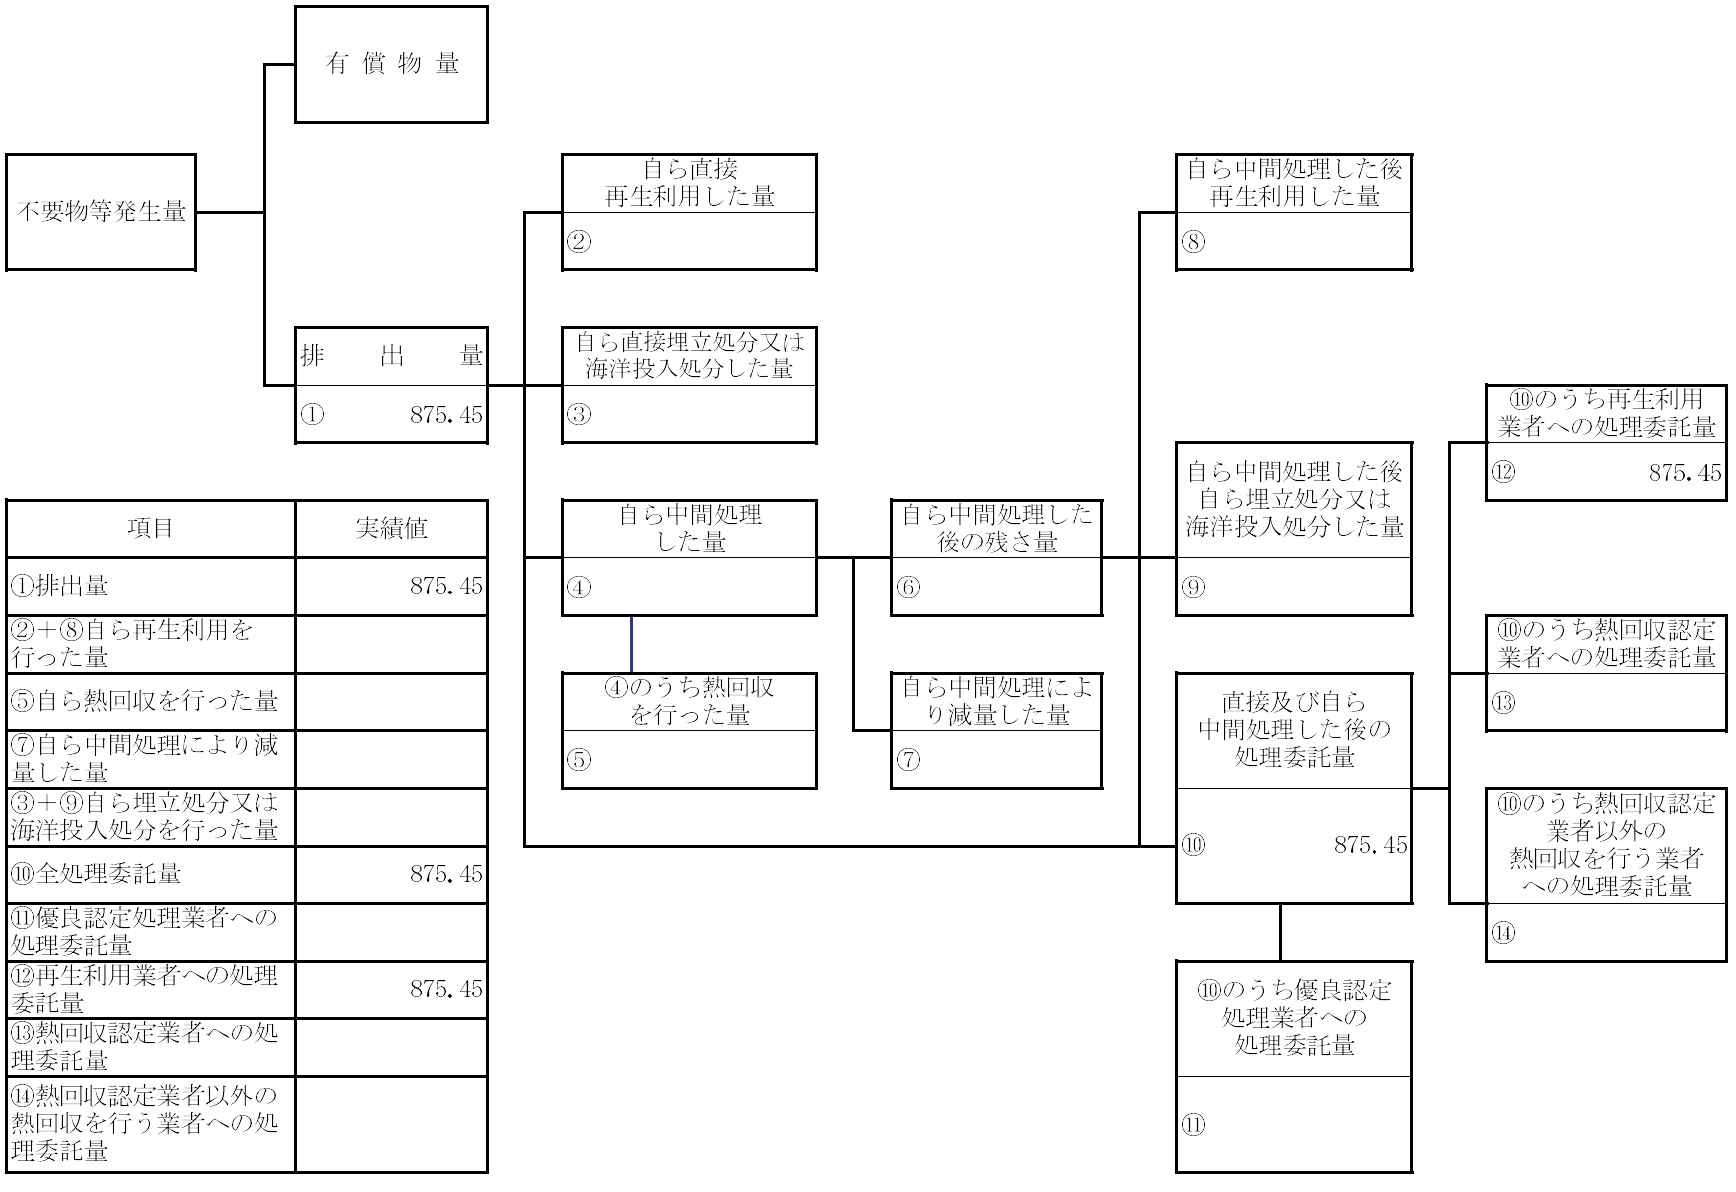 有償物量
不要物等発生量
排出量
① 875.45
自ら直接
再生利用した量
②
自ら直接埋立処分又は
海洋投入処分した量
③
自ら中間処理
した量
④
④のうち熱回収
を行った量
⑤
自ら中間処理した
後の残さ量
⑥
自ら中間処理によ
り減量した量
⑦
自ら中間処理した後
再生利用した量
⑧
自ら中間処理した後
自ら埋立処分又は
海洋投入処分した量
⑨
直接及び自ら
中間処理した後の
処理委託量
⑩ 875.45
⑩のうち優良認定
処理業者への
処理委託量
⑪
⑩のうち再生利用
業者への処理委託量
⑫ 875.45
⑩のうち熱回収認定
業者への処理委託量
⑬
⑩のうち熱回収認定
業者以外の
熱回収を行う業者
への処理委託量
⑭
項目 実績値
①排出量 875.45
②+⑧自ら再生利用を
行った量
⑤自ら熱回収を行った量
⑦自ら中間処理により減
量した量
③+⑨自ら埋立処分又は
海洋投入処分を行った量
⑩全処理委託量 875.45
⑪優良認定処理業者への
処理委託量
⑫再生利用業者への処理
委託量 875.45
⑬熱回収認定業者への処
理委託量
⑭熱回収認定業者以外の
熱回収を行う業者への処
理委託量